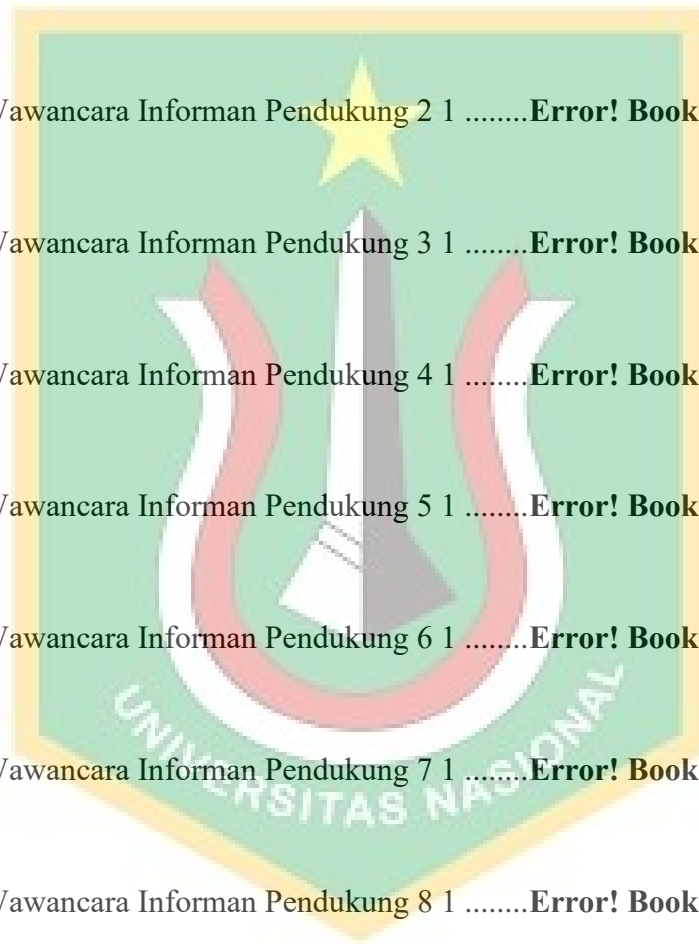 Wawancara Informan Pendukung 2 1 ........Error! Book
Wawancara Informan Pendukung 3 1 ........Error! Book
Wawancara Informan Pendukung 4 1 ........Error! Book
Wawancara Informan Pendukung 5 1 ........Error! Book
Wawancara Informan Pendukung 6 1 ........Error! Book
Wawancara Informan Pendukung 7 1 ........Error! Book
UNIVERSITAS NASIONAL
Wawancara Informan Pendukung 8 1 ........Error! Book